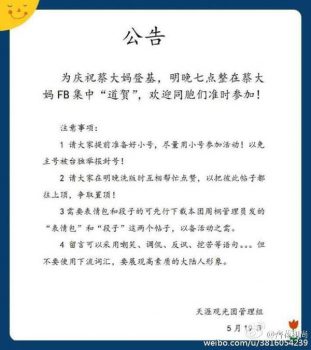 公告
为庆祝蔡大妈登基，明晚七点整在蔡大
妈 FB 集中“道贺”，欢迎同胞们准时参加！
注意事项：
1 请大家提前准备好小号，尽量用小号参加活动！以免
主号被台独举报封号！
2 请大家在明晚洗版时互相帮忙点赞，以把彼此帖子都
往上顶，争取置顶！
3 需要表情包和段子的可先行下载本团周桐管理员发的
“表情包”和“段子”这两个帖子，以备活动之需。
4 留言可以采用嘲笑、调侃、反讽、挖苦等语句。。。但
不要使用下流词汇，要展现高素质的大陆人形象。
天涯观光团管理组
5 月 19 日
weibo.com/u/3816054239